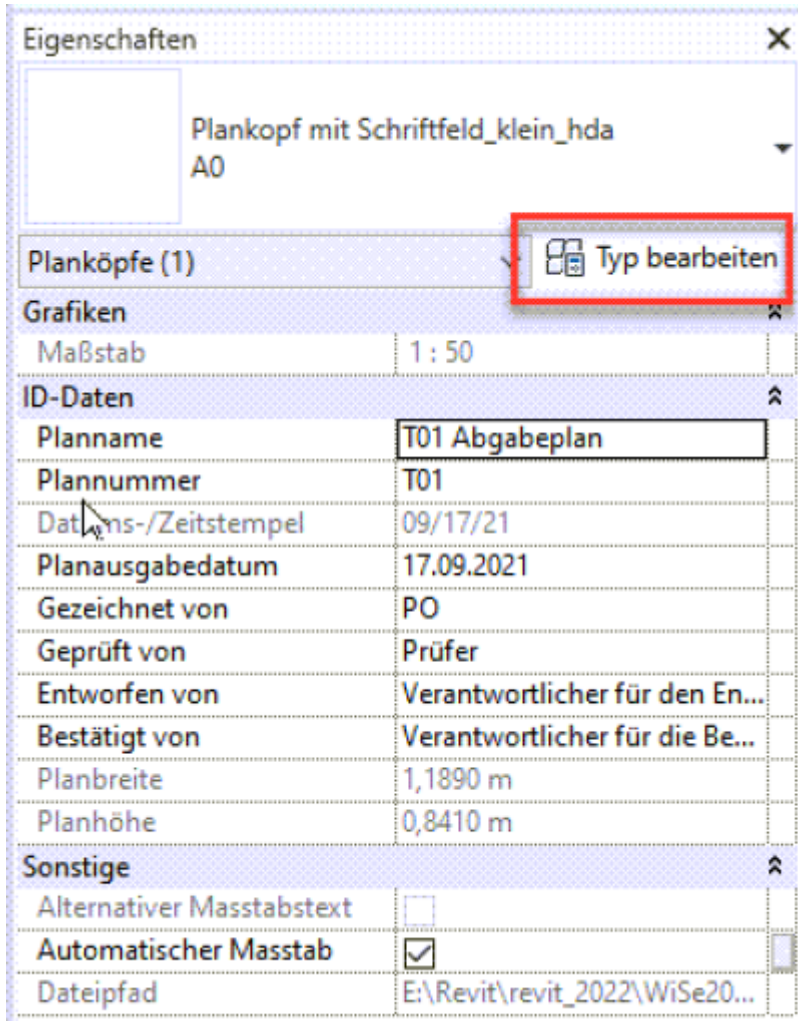 Eigenschaften
Plankopf mit Schriftfeld_klein_hda
A0
Planköpfe (1)
Typ bearbeiten
Grafiken
Maßstab 1 : 50
ID-Daten
Planname T01 Abgabeplan
Plannummer T01
-/Zeitstempel 09/17/21
Planausgabedatum 17.09.2021
Gezeichnet von PO
Geprüft von Prüfer
Entworfen von Verantwortlicher für den En...
Bestätigt von Verantwortlicher für die Be...
Planbreite 1,1890 m
Planhöhe 0,8410 m
Sonstige
Alternativer Masstabstext
Automatischer Masstab
Dateipfad E:\Revit\revit_2022\WiSe20...